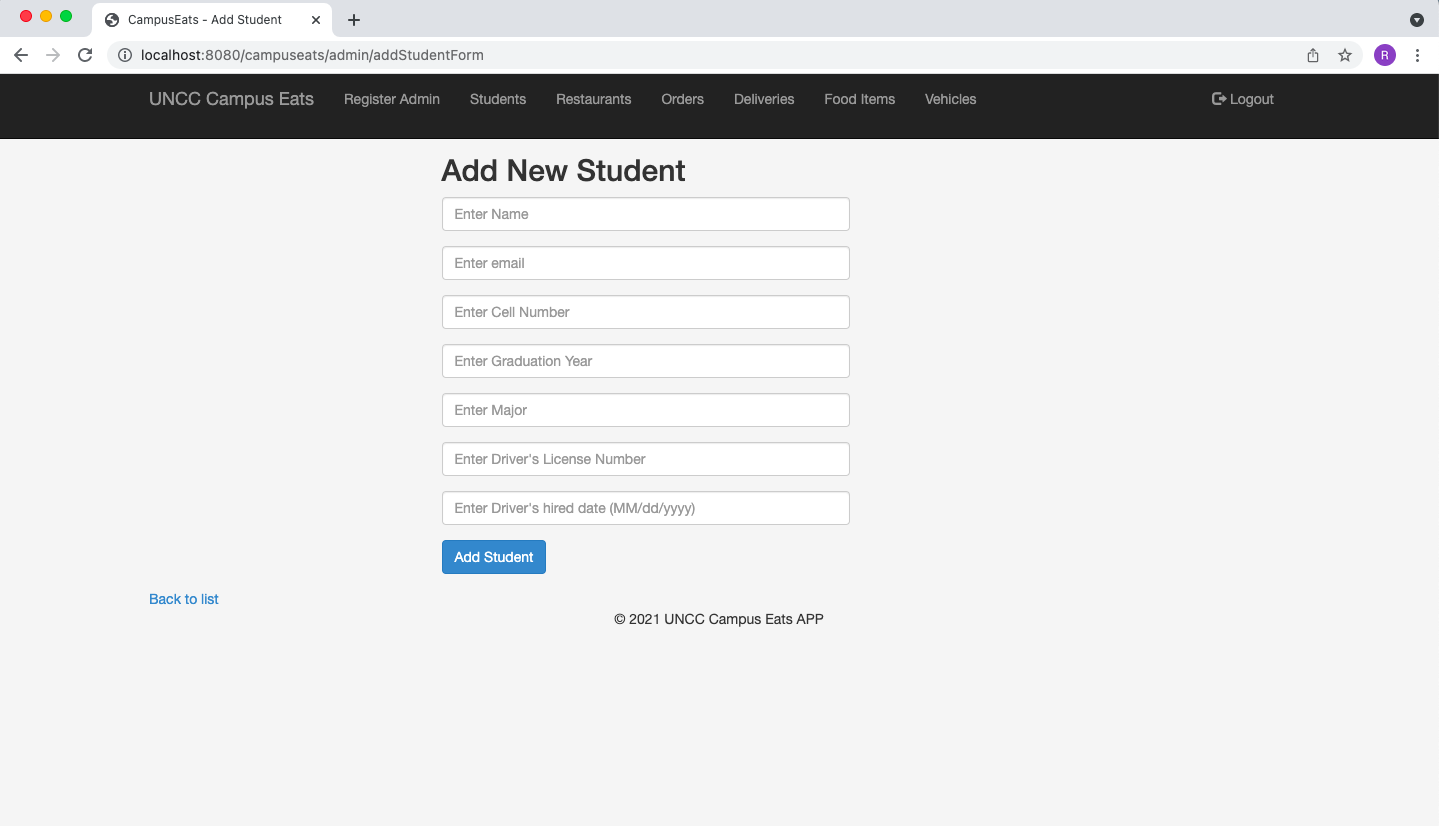 CampusEats - Add Student
localhost:8080/campuseats/admin/addStudentForm
R
UNCC Campus Eats Register Admin Students Restaurants Orders Deliveries Food Items Vehicles Logout
Add New Student
Enter Name
Enter email
Enter Cell Number
Enter Graduation Year
Enter Major
Enter Driver's License Number
Enter Driver's hired date (MM/dd/yyyy)
Add Student
Back to list
© 2021 UNCC Campus Eats APP